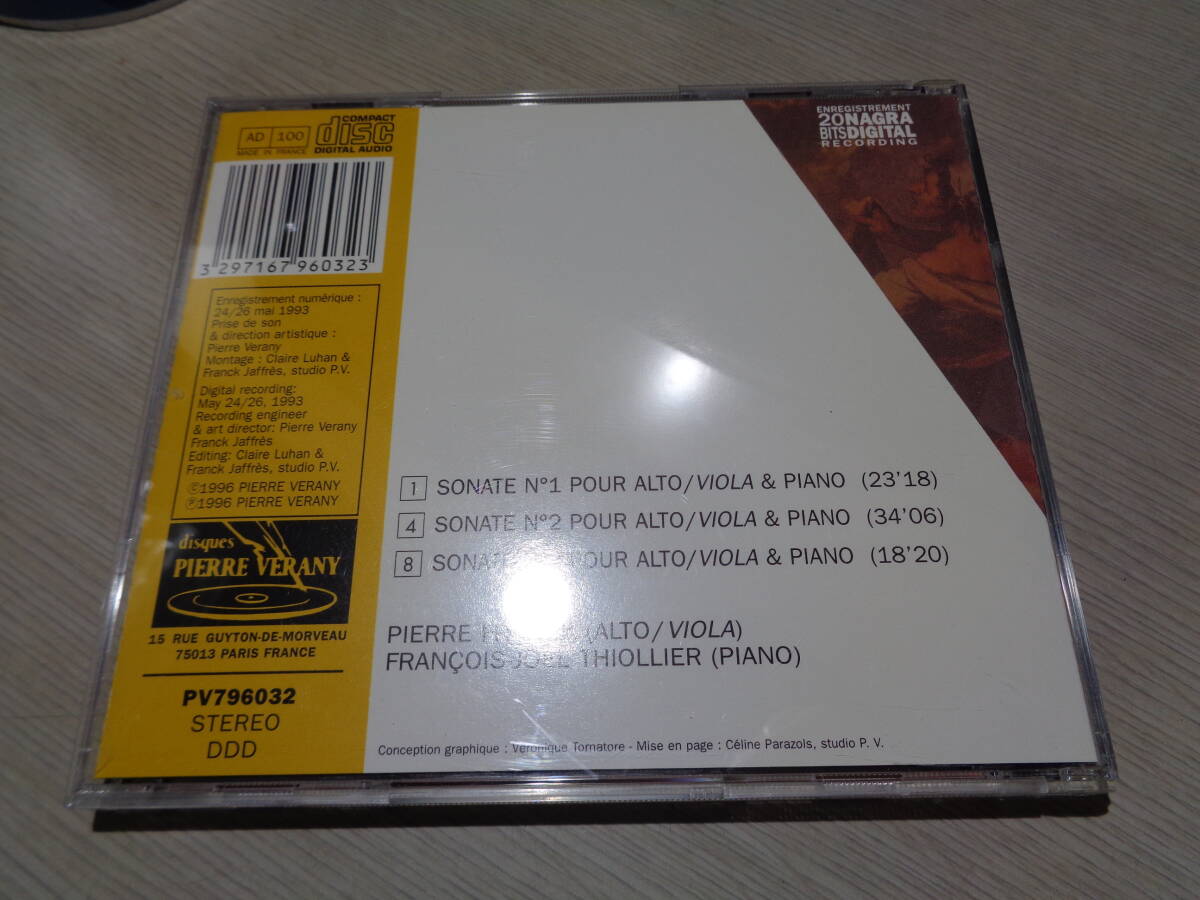 AD 100
MADE IN FRANCE
COMPACT
disc
DIGITAL AUDIO
3 297167 960323
Enregistrement numérique :
24/26 mai 1993
Prise de son
& direction artistique :
Pierre Verany
Montage : Claire Luhan &
Franck Jaffrès, studio P.V.
Digital recording:
May 24/26, 1993
Recording engineer
& art director: Pierre Verany
Franck Jaffrès
Editing: Claire Luhan &
Franck Jaffrès, studio P.V.
©1996 PIERRE VERANY
℗1996 PIERRE VERANY
disques
PIERRE VERANY
15 RUE GUYTON-DE-MORVEAU
75013 PARIS FRANCE
PV796032
STEREO
DDD
ENREGISTREMENT
20 NAGRA
BITS DIGITAL
RECORDING
1 SONATE N°1 POUR ALTO/VIOLA & PIANO (23'18)
4 SONATE N°2 POUR ALTO/VIOLA & PIANO (34'06)
8 SONATE POUR ALTO/VIOLA & PIANO (18'20)
PIERRE (ALTO/VIOLA)
FRANÇOIS-JOËL THIOLLIER (PIANO)
Conception graphique : Véronique Tornatore - Mise en page : Céline Parazols, studio P. V.